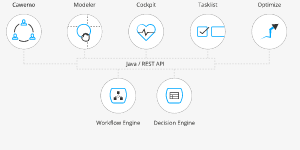 Cawemo Modeler Cockpit Tasklist Optimize
Java / REST API
Workflow Engine Decision Engine